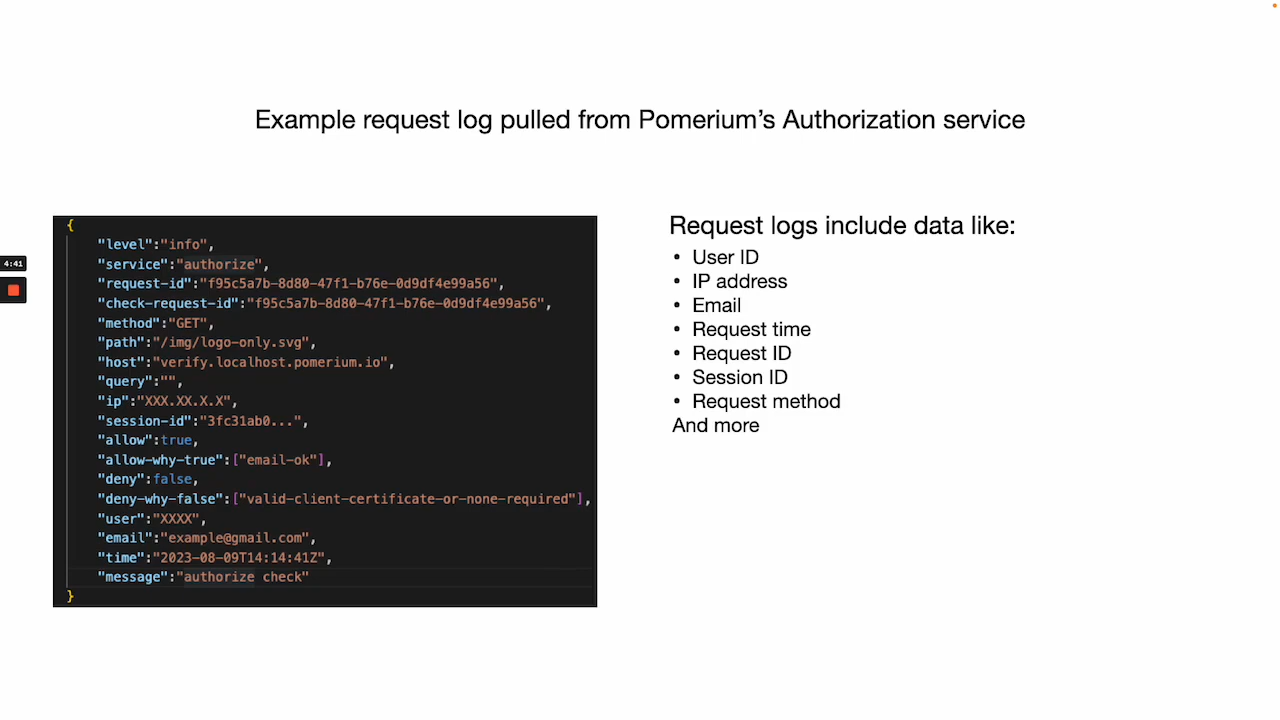 Example request log pulled from Pomerium’s Authorization service
4:41
{
"level":"info",
"service":"authorize",
"request-id":"f95c5a7b-8d80-47f1-b76e-0d9df4e99a56",
"check-request-id":"f95c5a7b-8d80-47f1-b76e-0d9df4e99a56",
"method":"GET",
"path":"/img/logo-only.svg",
"host":"verify.localhost.pomerium.io",
"query":"",
"ip":"XXX.XX.X.X",
"session-id":"3fc31ab0...",
"allow":true,
"allow-why-true":["email-ok"],
"deny":false,
"deny-why-false":["valid-client-certificate-or-none-required"],
"user":"XXXX",
"email":"example@gmail.com",
"time":"2023-08-09T14:14:41Z",
"message":"authorize check"
}
Request logs include data like:
• User ID
• IP address
• Email
• Request time
• Request ID
• Session ID
• Request method
And more